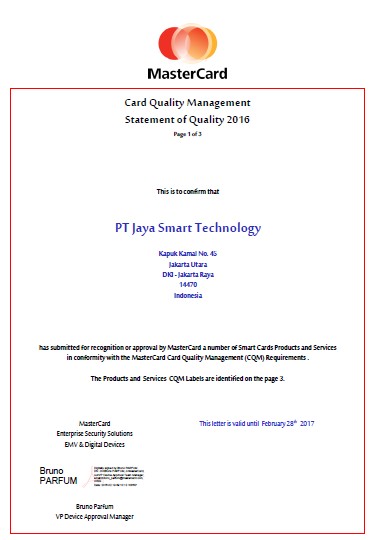 MasterCard
Card Quality Management
Statement of Quality 2016
Page 1 of 3
This is to confirm that
PT Jaya Smart Technology
Kapuk Kamal No. 45
Jakarta Utara
DKI - Jakarta Raya
14470
Indonesia
has submitted for recognition or approval by MasterCard a number of Smart Cards Products and Services
in conformity with the MasterCard Card Quality Management (CQM) Requirements .
The Products and Services CQM Labels are identified on the page 3.
MasterCard
Enterprise Security Solutions
EMV & Digital Devices
This letter is valid until February 28th 2017
Bruno
PARFUM
Bruno Parfum
VP Device Approval Manager